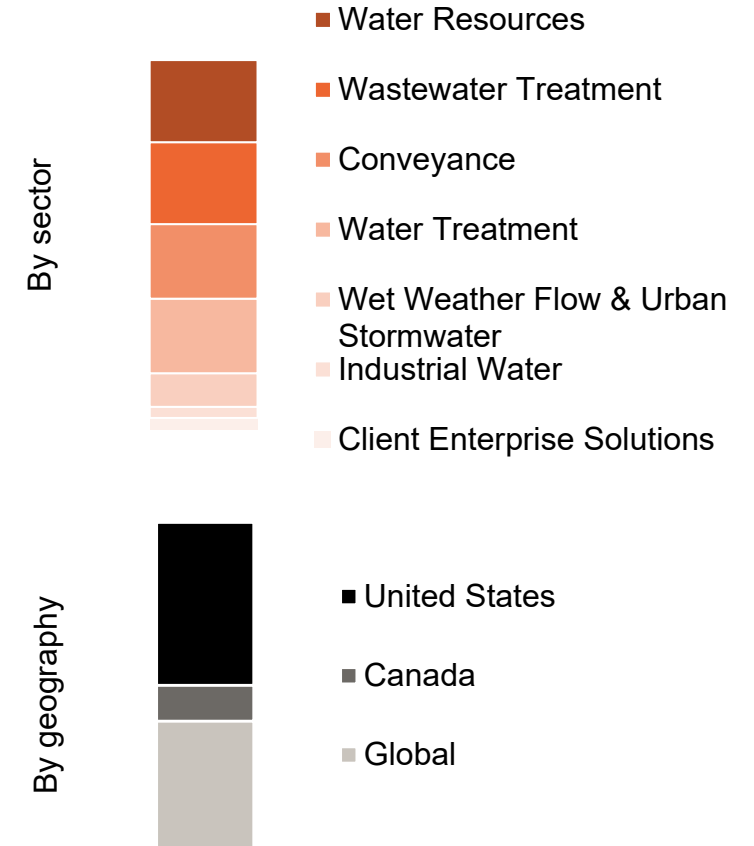 By sector
Water Resources
Wastewater Treatment
Conveyance
Water Treatment
Wet Weather Flow & Urban
Stormwater
Industrial Water
Client Enterprise Solutions
By geography
United States
Canada
Global